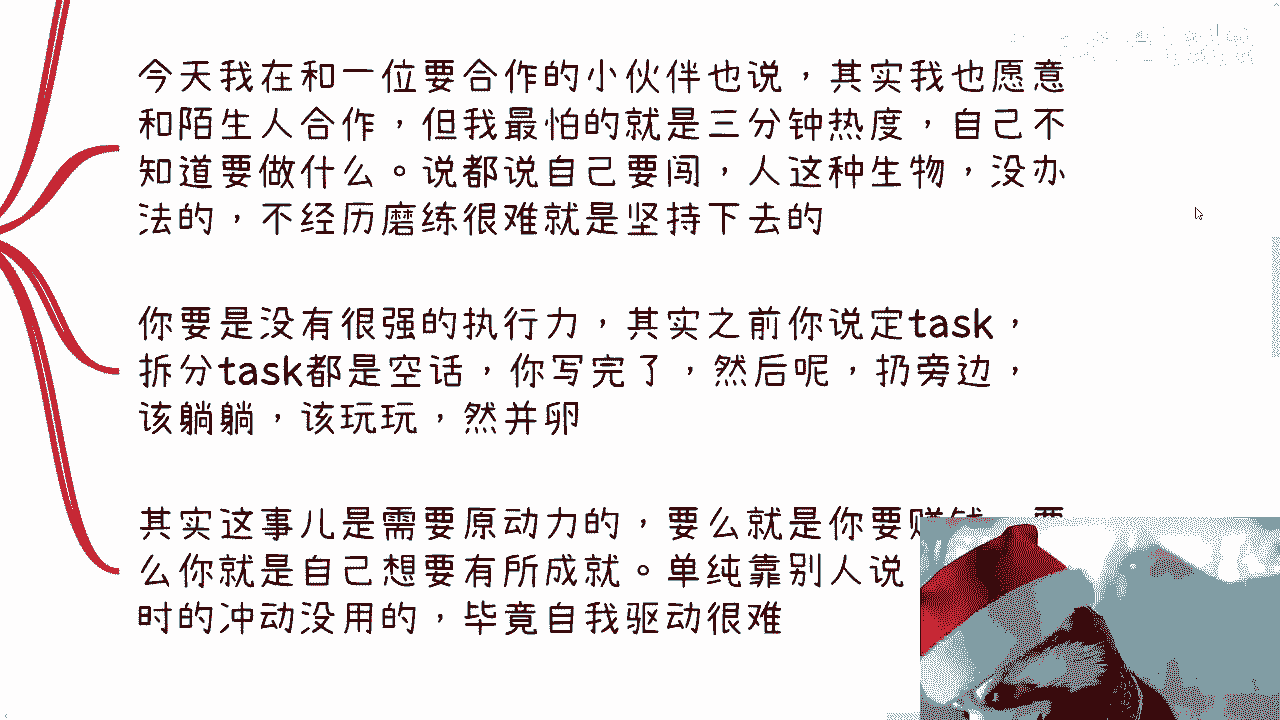 今天我在和一位要合作的小伙伴也说，其实我也愿意
和陌生人合作，但我最怕的就是三分钟热度，自己不
知道要做什么。说都说自己要闯，人这种生物，没办
法的，不经历磨练很难就是坚持下去的
你要是没有很强的执行力，其实之前你说定task，
拆分task都是空话，你写完了，然后呢，扔旁边，
该躺躺，该玩玩，然并卵
其实这事儿是需要原动力的，要么就是你要赚钱，要
么你就是自己想要有所成就。单纯靠别人说
时的冲动没用的，毕竟自我驱动很难